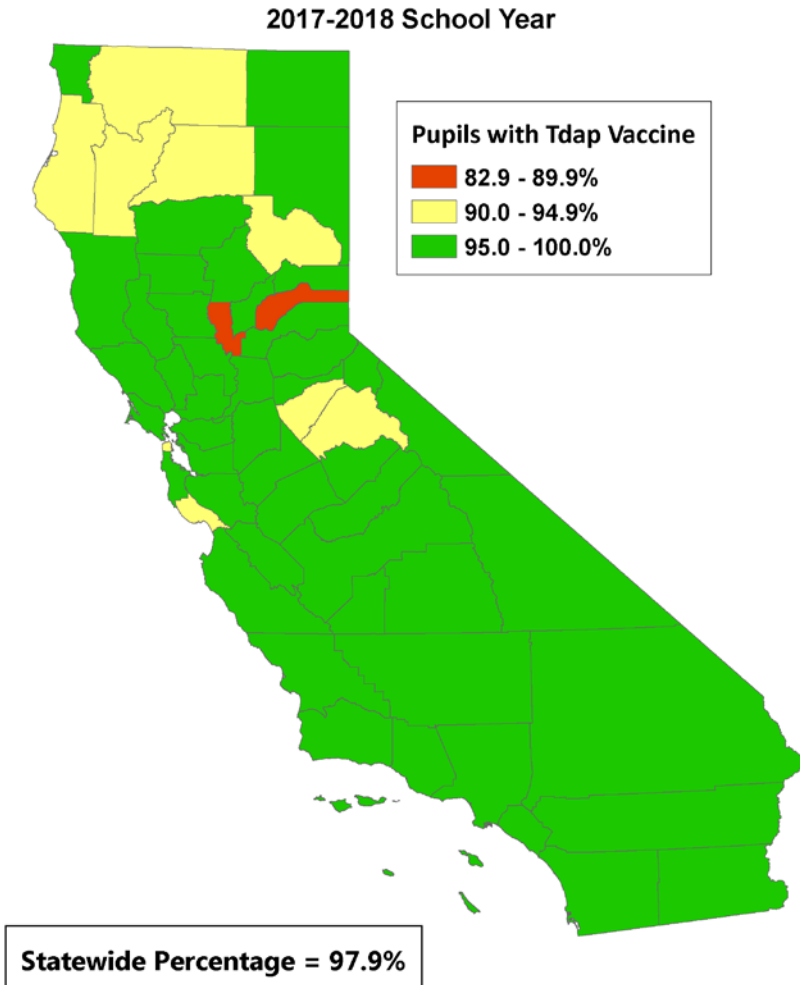 2017-2018 School Year
Pupils with Tdap Vaccine
82.9 - 89.9%
90.0 - 94.9%
95.0 - 100.0%
Statewide Percentage = 97.9%